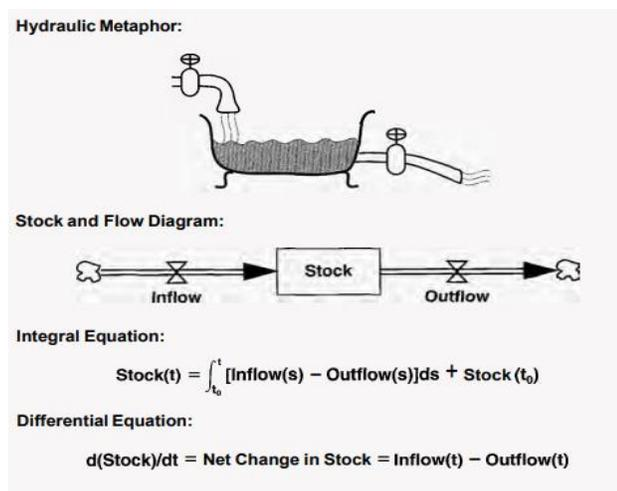 Hydraulic Metaphor:
Stock and Flow Diagram:
Stock
Inflow
Outflow
Integral Equation:
Stock(t) = ∫ₜ₀ᵗ [Inflow(s) – Outflow(s)]ds + Stock (t₀)
Differential Equation:
d(Stock)/dt = Net Change in Stock = Inflow(t) – Outflow(t)